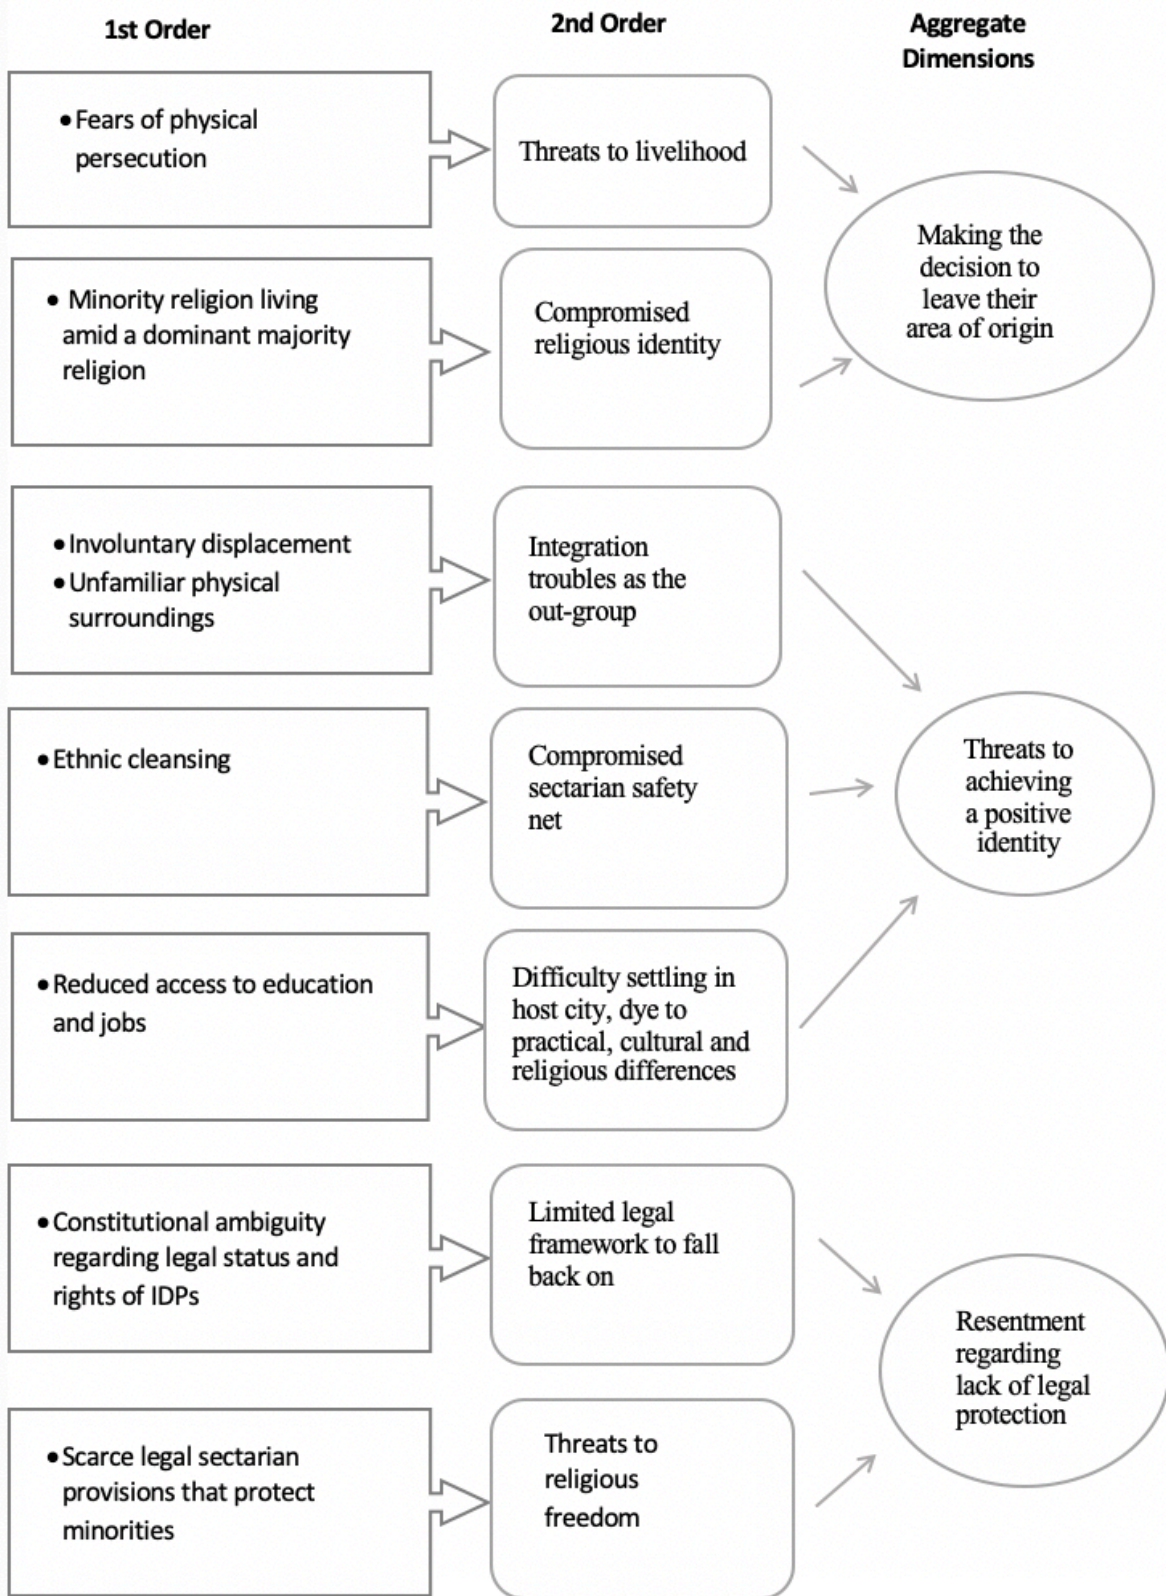 1st Order
2nd Order
Aggregate
Dimensions
• Fears of physical
persecution
Threats to livelihood
Making the
decision to
leave their
area of origin
• Minority religion living
amid a dominant majority
religion
Compromised
religious identity
• Involuntary displacement
• Unfamiliar physical
surroundings
Integration
troubles as the
out-group
• Ethnic cleansing
Compromised
sectarian safety
net
Threats to
achieving
a positive
identity
• Reduced access to education
and jobs
Difficulty settling in
host city, dye to
practical, cultural and
religious differences
• Constitutional ambiguity
regarding legal status and
rights of IDPs
Limited legal
framework to fall
back on
Resentment
regarding
lack of legal
protection
• Scarce legal sectarian
provisions that protect
minorities
Threats to
religious
freedom